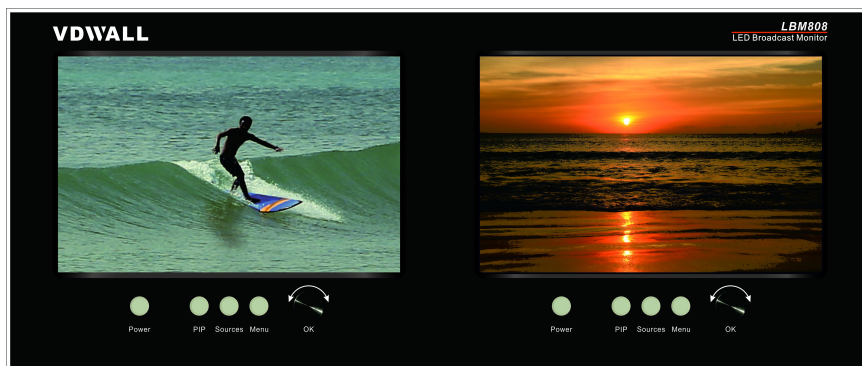 VDWALL
LBM808
LED Broadcast Monitor
Power PIP Sources Menu OK
Power PIP Sources Menu OK